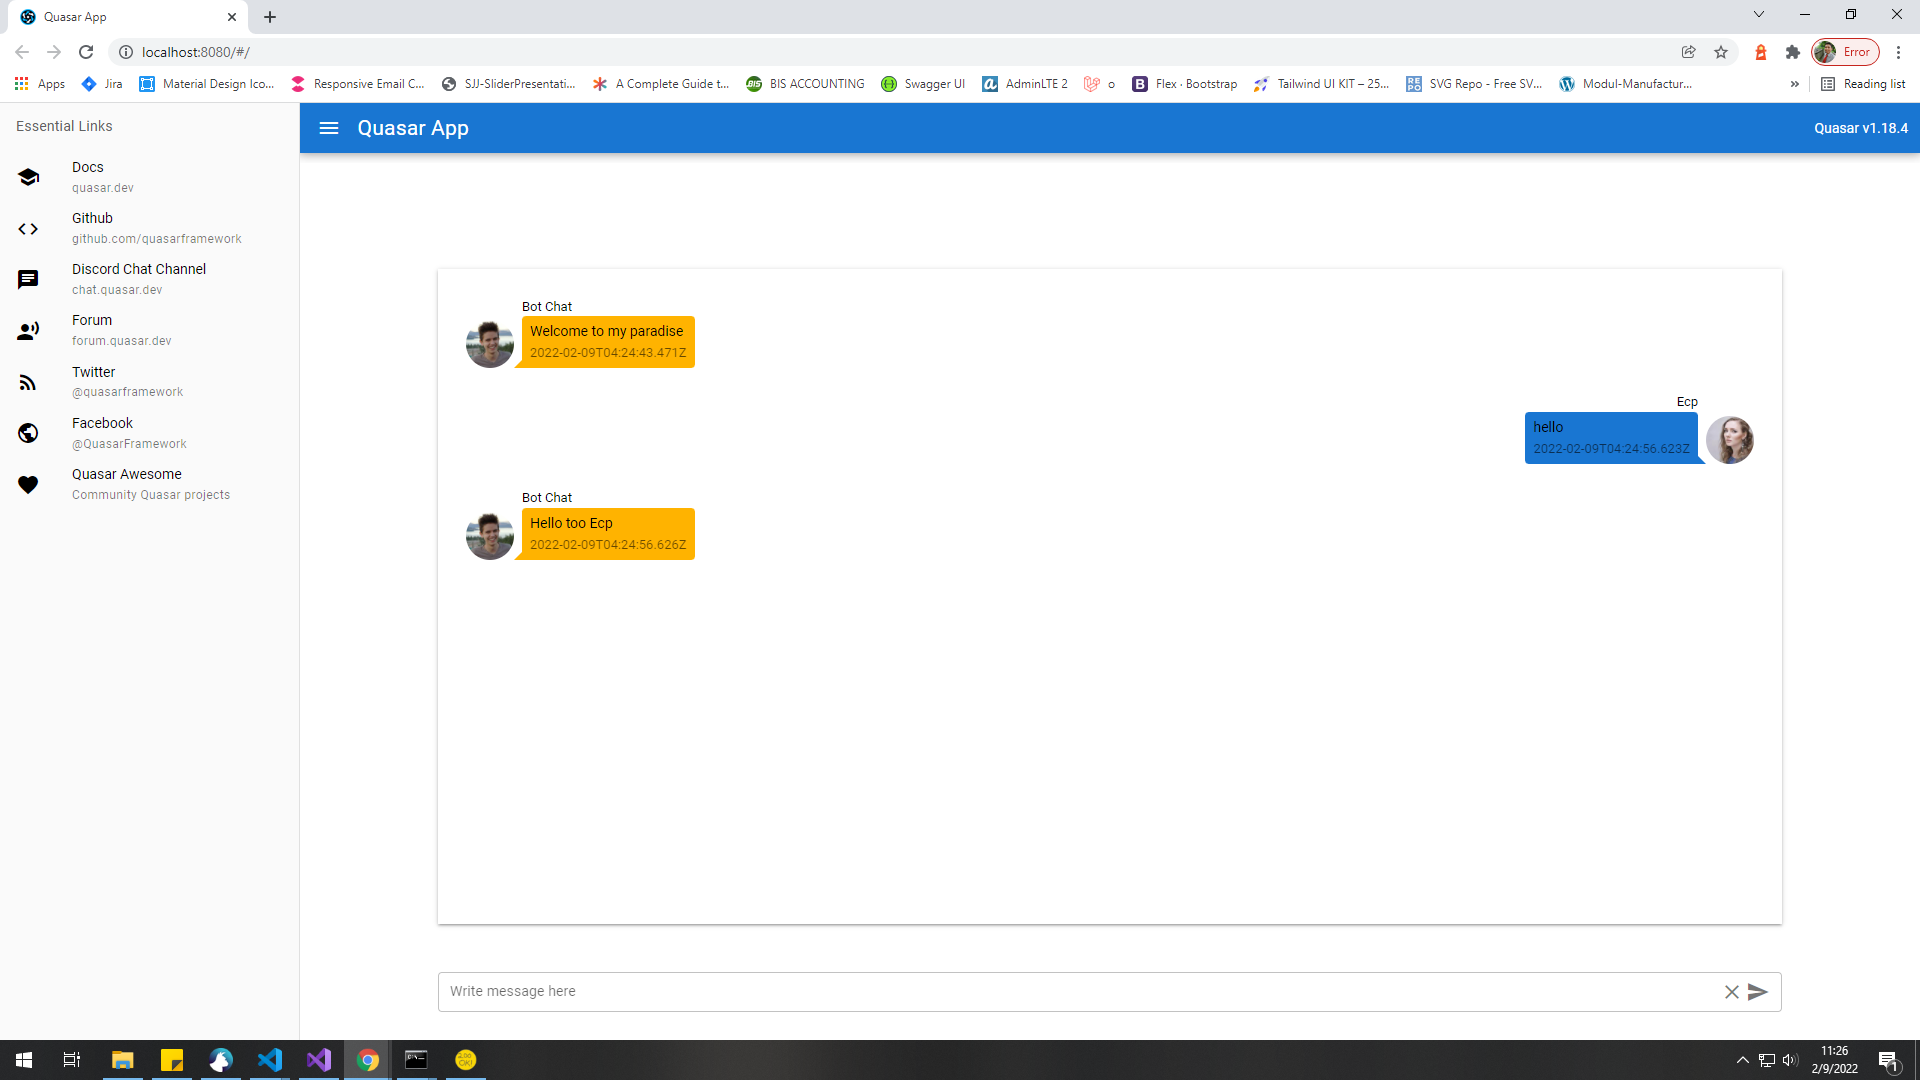 Quasar App
localhost:8080/#/
Error
Apps
Jira
Material Design Ico...
Responsive Email C...
SJJ-SliderPresentati...
A Complete Guide t...
BIS ACCOUNTING
Swagger UI
AdminLTE 2
o
Flex · Bootstrap
Tailwind UI KIT – 25...
SVG Repo - Free SV...
Modul-Manufactur...
»
Reading list
Essential Links
Quasar App
Quasar v1.18.4
Docs
quasar.dev
Github
github.com/quasarframework
Discord Chat Channel
chat.quasar.dev
Forum
forum.quasar.dev
Twitter
@quasarframework
Facebook
@QuasarFramework
Quasar Awesome
Community Quasar projects
Bot Chat
Welcome to my paradise
2022-02-09T04:24:43.471Z
Ecp
hello
2022-02-09T04:24:56.623Z
Bot Chat
Hello too Ecp
2022-02-09T04:24:56.626Z
Write message here
11:26
2/9/2022
1